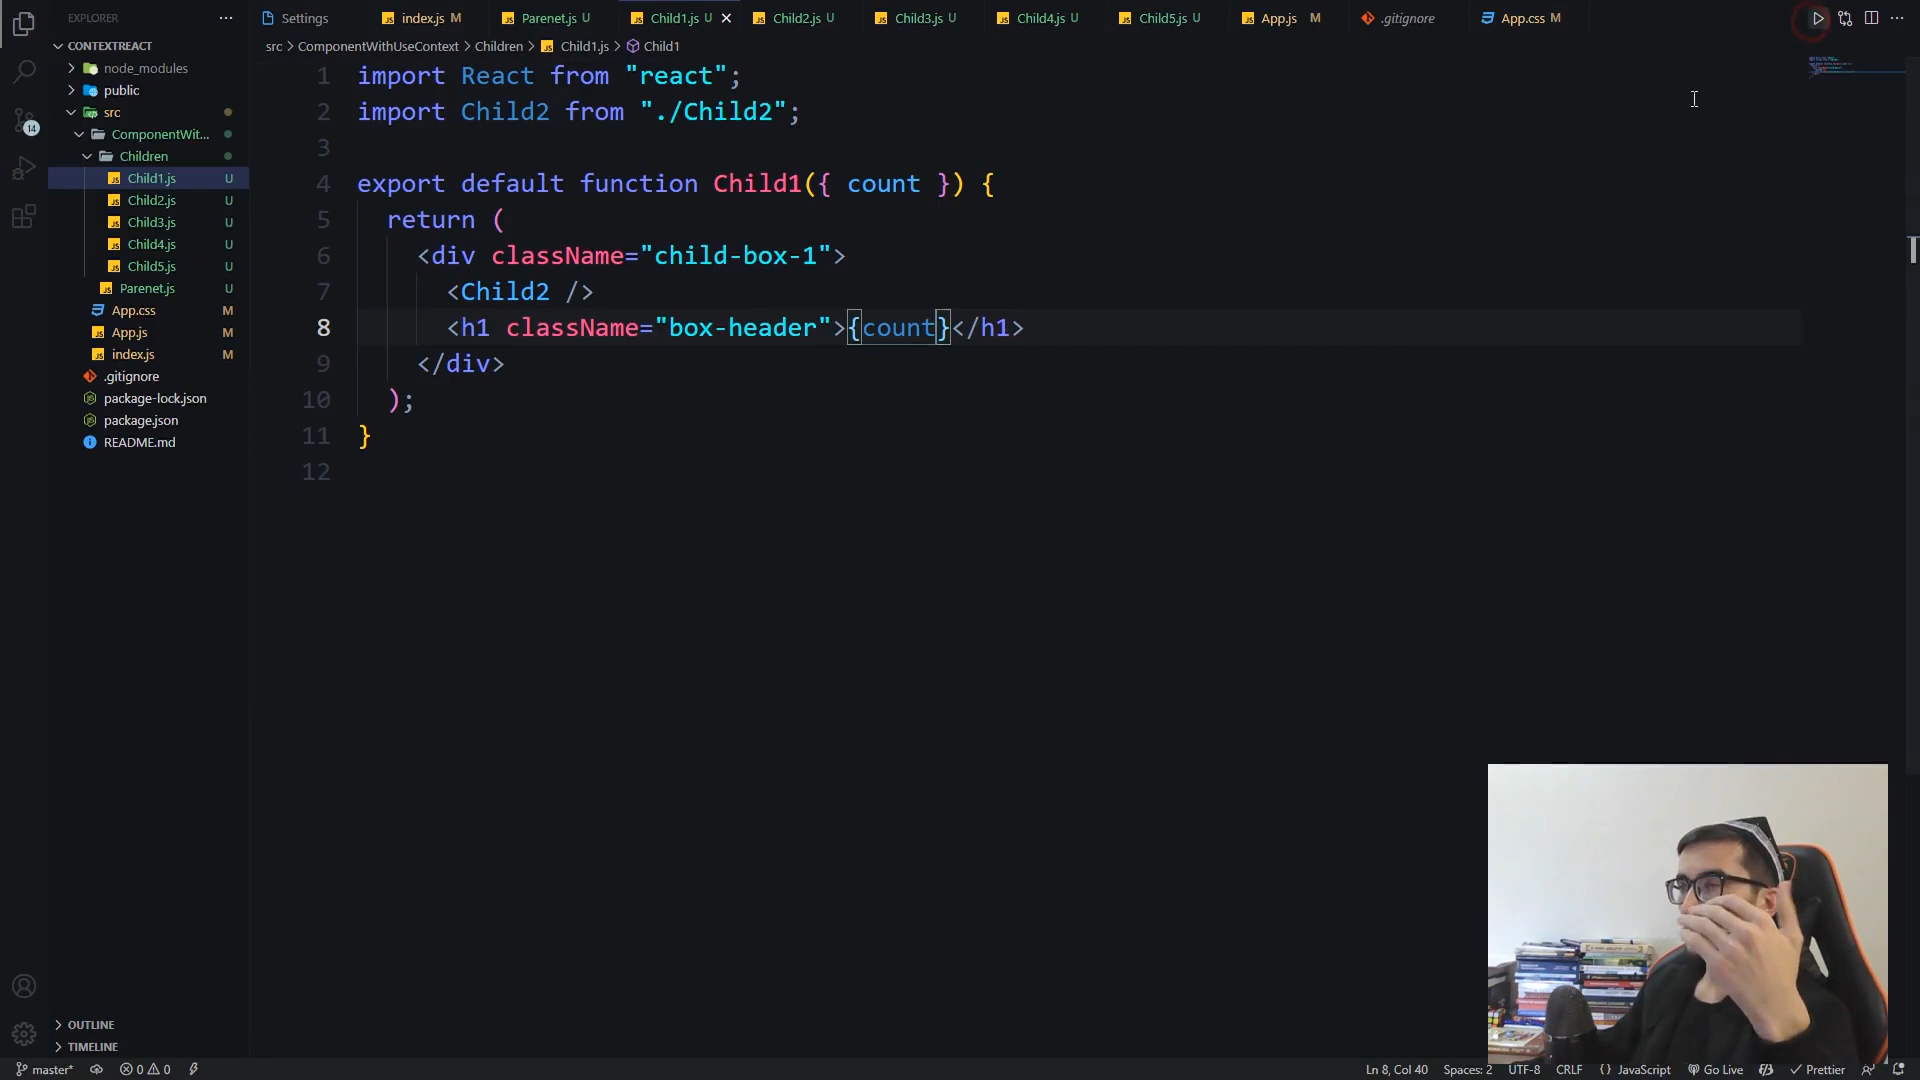 EXPLORER
CONTEXTREACT
node_modules
public
src
ComponentWit...
Children
Child1.js U
Child2.js U
Child3.js U
Child4.js U
Child5.js U
Parenet.js U
App.css M
App.js M
index.js M
.gitignore
package-lock.json
package.json
README.md
OUTLINE
TIMELINE
14
Settings
index.js M
Parenet.js U
Child1.js U
Child2.js U
Child3.js U
Child4.js U
Child5.js U
App.js M
.gitignore
App.css M
src > ComponentWithUseContext > Children > Child1.js > Child1
1 import React from "react";
2 import Child2 from "./Child2";
3
4 export default function Child1({ count }) {
5 return (
6 <div className="child-box-1">
7 <Child2 />
8 <h1 className="box-header">{count}</h1>
9 </div>
10 );
11 }
12
master* 0 0 Ln 8, Col 40 Spaces: 2 UTF-8 CRLF {} JavaScript Go Live Prettier